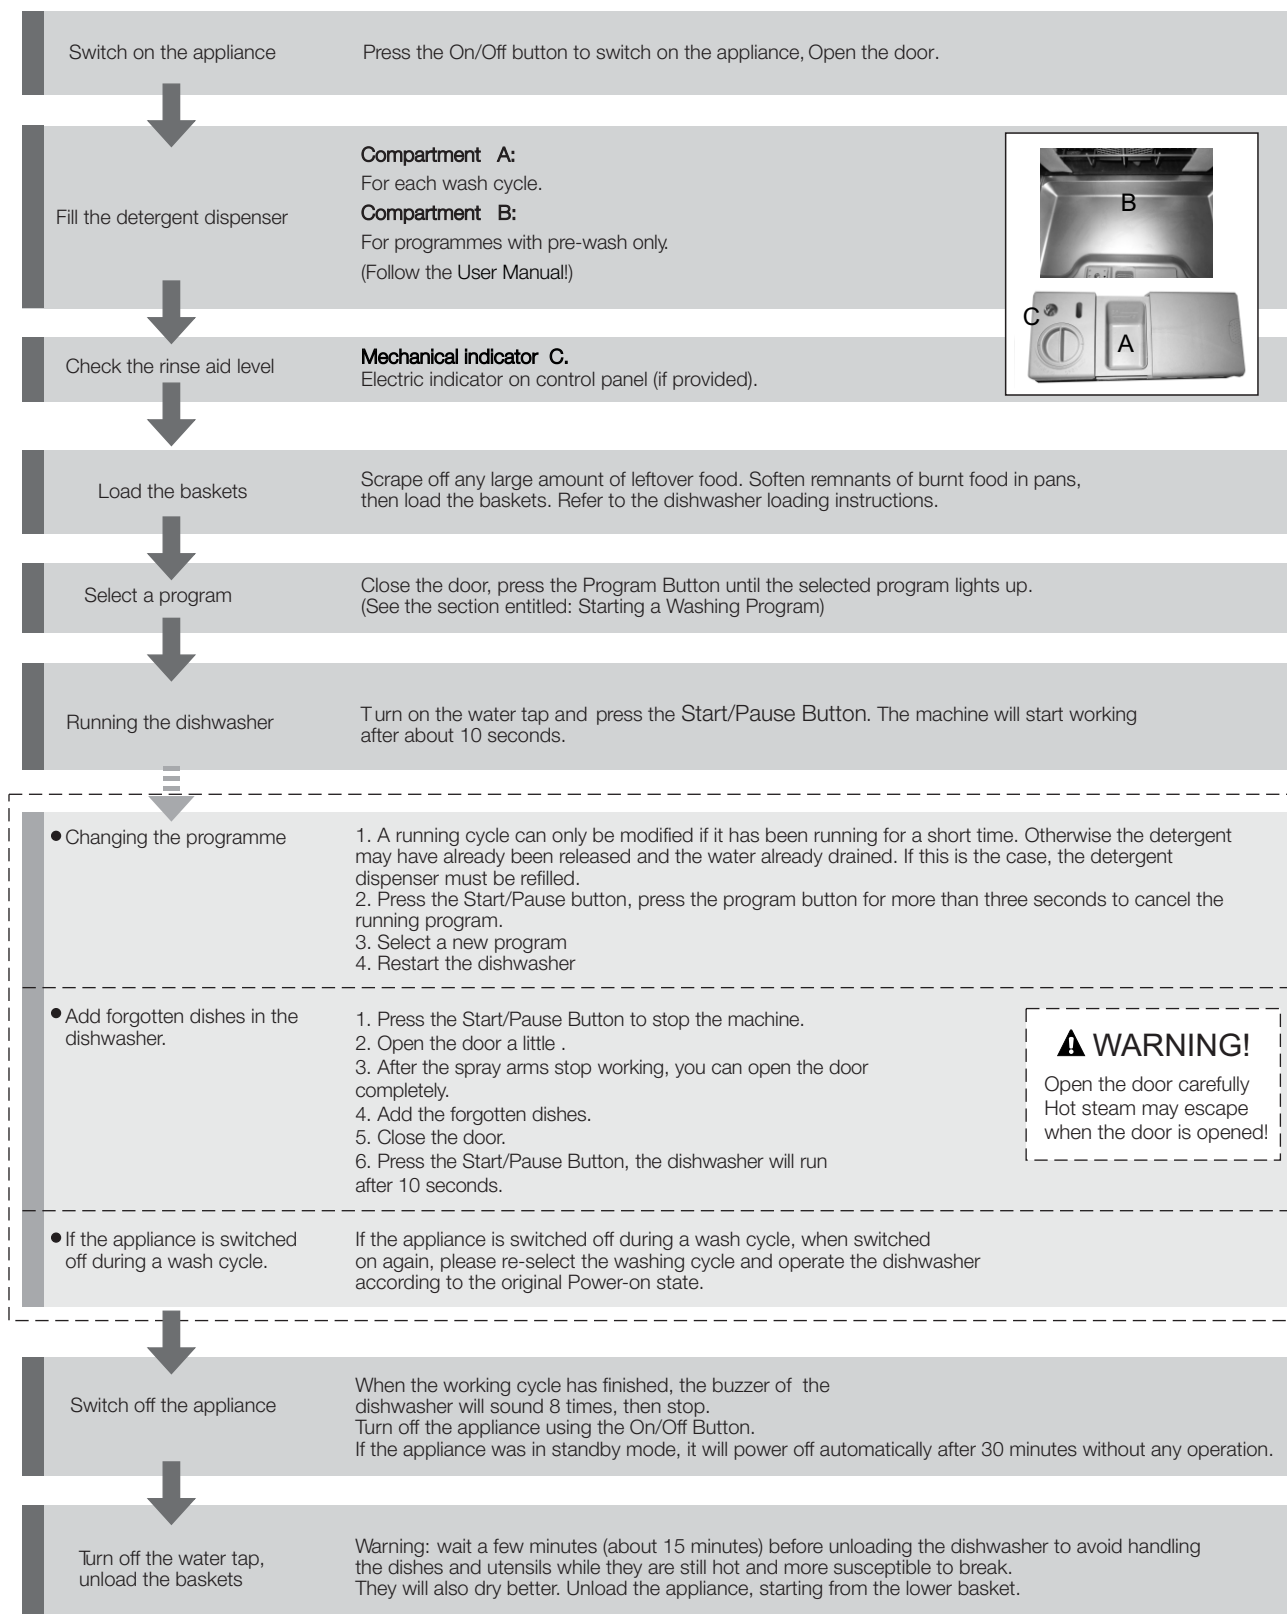 Switch on the appliance
Press the On/Off button to switch on the appliance, Open the door.
Fill the detergent dispenser
Compartment A:
For each wash cycle.
Compartment B:
For programmes with pre-wash only.
(Follow the User Manual!)
B
C
A
Check the rinse aid level
Mechanical indicator C.
Electric indicator on control panel (if provided).
Load the baskets
Scrape off any large amount of leftover food. Soften remnants of burnt food in pans,
then load the baskets. Refer to the dishwasher loading instructions.
Select a program
Close the door, press the Program Button until the selected program lights up.
(See the section entitled: Starting a Washing Program)
Running the dishwasher
Turn on the water tap and press the Start/Pause Button. The machine will start working
after about 10 seconds.
● Changing the programme
1. A running cycle can only be modified if it has been running for a short time. Otherwise the detergent
may have already been released and the water already drained. If this is the case, the detergent
dispenser must be refilled.
2. Press the Start/Pause button, press the program button for more than three seconds to cancel the
running program.
3. Select a new program
4. Restart the dishwasher
● Add forgotten dishes in the
dishwasher.
1. Press the Start/Pause Button to stop the machine.
2. Open the door a little .
3. After the spray arms stop working, you can open the door
completely.
4. Add the forgotten dishes.
5. Close the door.
6. Press the Start/Pause Button, the dishwasher will run
after 10 seconds.
WARNING!
Open the door carefully
Hot steam may escape
when the door is opened!
● If the appliance is switched
off during a wash cycle.
If the appliance is switched off during a wash cycle, when switched
on again, please re-select the washing cycle and operate the dishwasher
according to the original Power-on state.
Switch off the appliance
When the working cycle has finished, the buzzer of the
dishwasher will sound 8 times, then stop.
Turn off the appliance using the On/Off Button.
If the appliance was in standby mode, it will power off automatically after 30 minutes without any operation.
Turn off the water tap,
unload the baskets
Warning: wait a few minutes (about 15 minutes) before unloading the dishwasher to avoid handling
the dishes and utensils while they are still hot and more susceptible to break.
They will also dry better. Unload the appliance, starting from the lower basket.